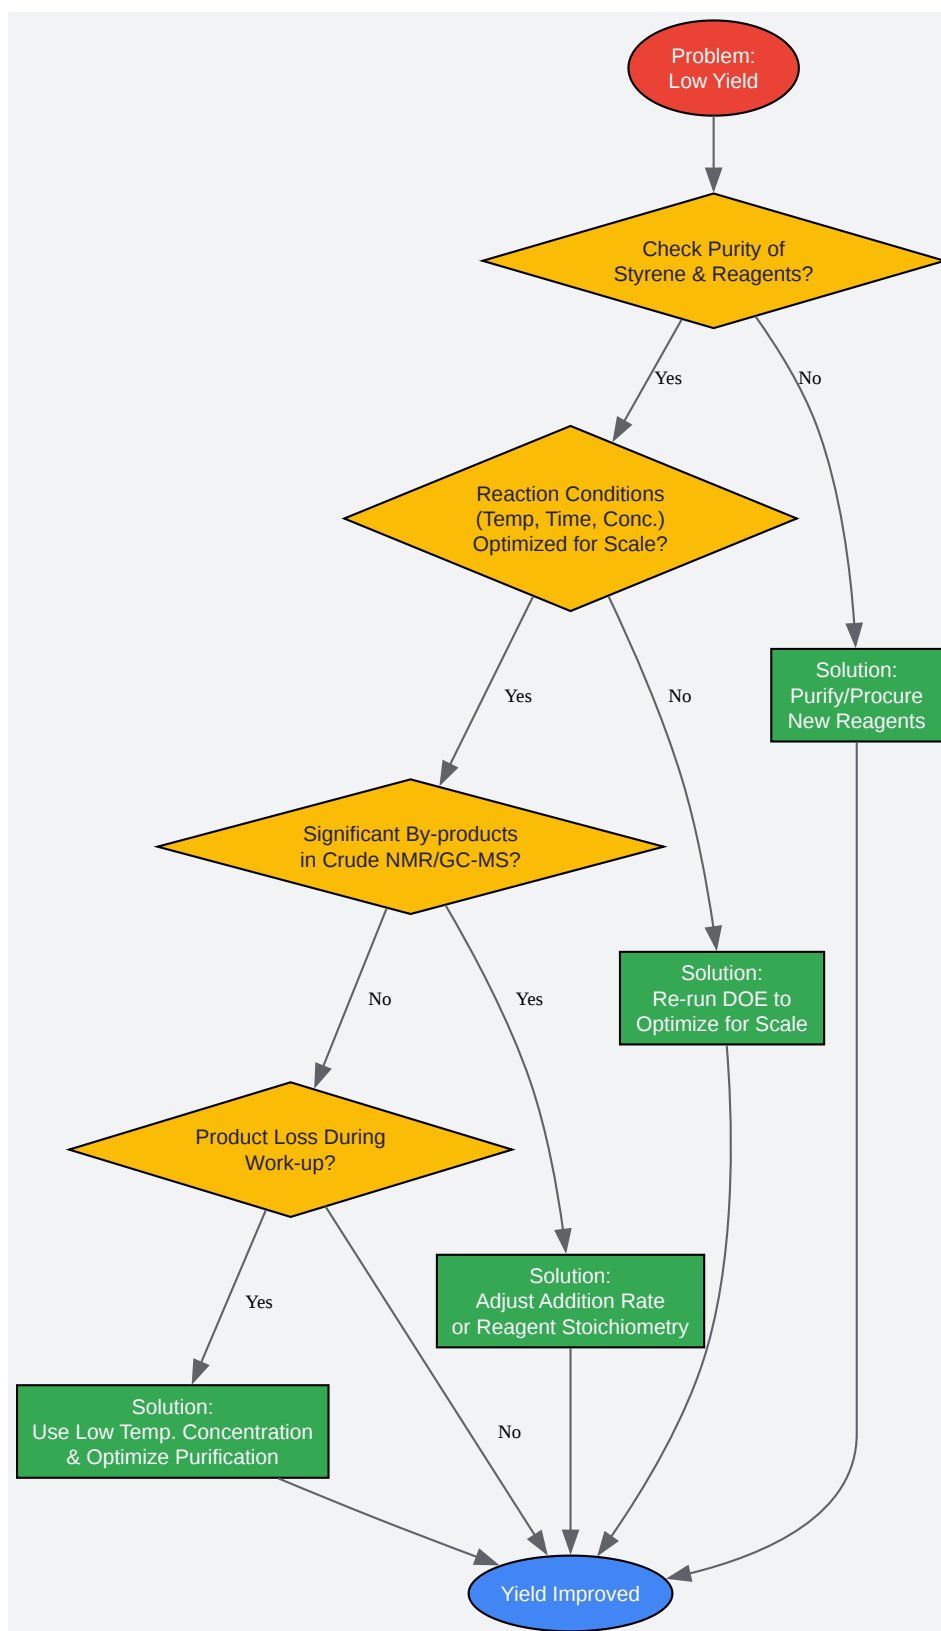 Problem:
Low Yield
Check Purity of
Styrene & Reagents?
Yes
No
Reaction Conditions
(Temp, Time, Conc.)
Optimized for Scale?
Solution:
Purify/Procure
New Reagents
Yes
No
Significant By-products
in Crude NMR/GC-MS?
Solution:
Re-run DOE to
Optimize for Scale
No
Yes
Product Loss During
Work-up?
Solution:
Adjust Addition Rate
or Reagent Stoichiometry
Yes
Solution:
Use Low Temp. Concentration
& Optimize Purification
No
Yield Improved